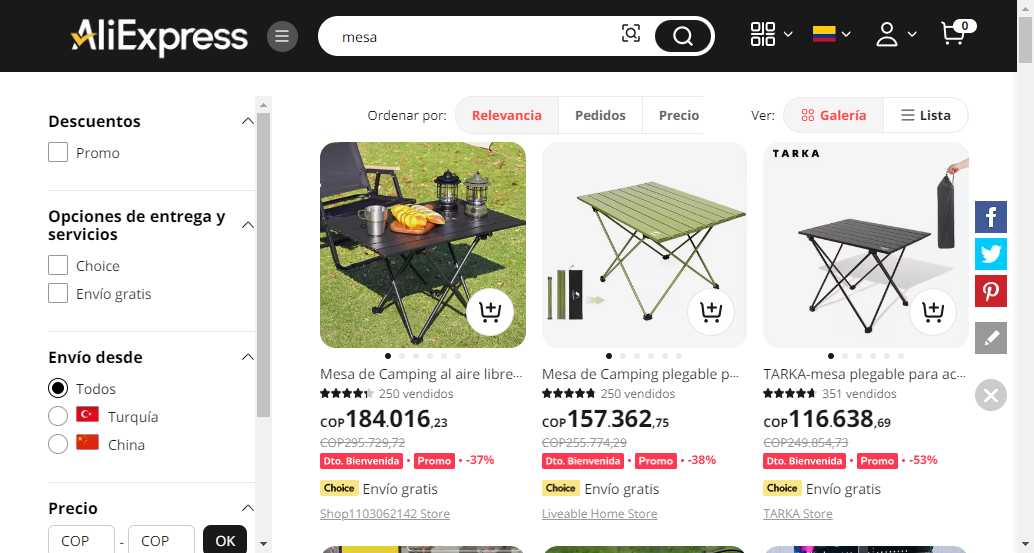 AliExpress
mesa
0
Ordenar por:
Relevancia
Pedidos
Precio
Ver:
Galería
Lista
Descuentos
Promo
Opciones de entrega y
servicios
Choice
Envío gratis
Envío desde
Todos
Turquía
China
Precio
COP - COP OK
Mesa de Camping al aire libre...
250 vendidos
COP184.016,23
COP295.729,72
Dto. Bienvenida • Promo • -37%
Choice Envío gratis
Shop1103062142 Store
Mesa de Camping plegable p...
250 vendidos
COP157.362,75
COP255.774,29
Dto. Bienvenida • Promo • -38%
Choice Envío gratis
Liveable Home Store
TARKA
TARKA-mesa plegable para ac...
351 vendidos
COP116.638,69
COP249.854,73
Dto. Bienvenida • Promo • -53%
Choice Envío gratis
TARKA Store